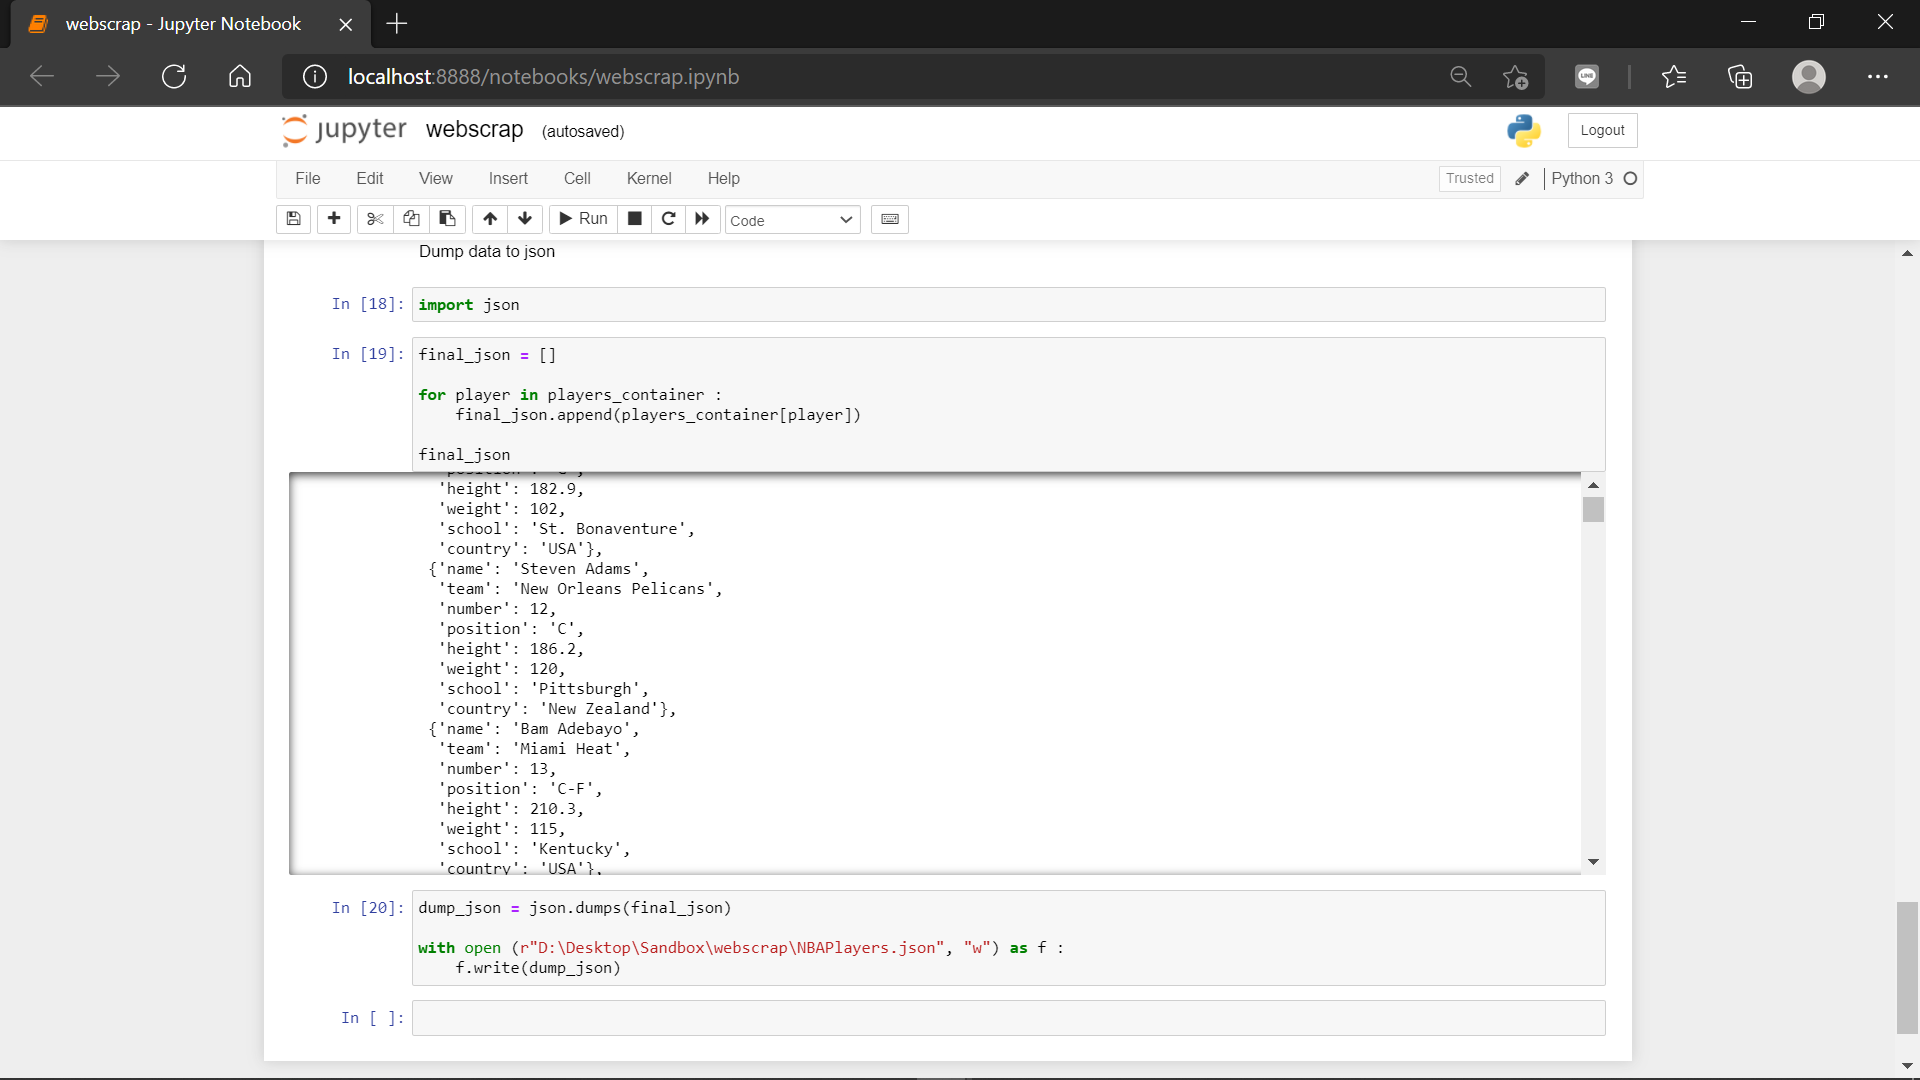 webscrap - Jupyter Notebook
localhost:8888/notebooks/webscrap.ipynb
LINE
jupyter webscrap (autosaved)
Logout
File Edit View Insert Cell Kernel Help
Trusted Python 3
Run Code
Dump data to json
In [18]: import json
In [19]: final_json = []
for player in players_container :
    final_json.append(players_container[player])
final_json
'height': 182.9,
'weight': 102,
'school': 'St. Bonaventure',
'country': 'USA'},
{'name': 'Steven Adams',
'team': 'New Orleans Pelicans',
'number': 12,
'position': 'C',
'height': 186.2,
'weight': 120,
'school': 'Pittsburgh',
'country': 'New Zealand'},
{'name': 'Bam Adebayo',
'team': 'Miami Heat',
'number': 13,
'position': 'C-F',
'height': 210.3,
'weight': 115,
'school': 'Kentucky',
'country': 'USA'},
In [20]: dump_json = json.dumps(final_json)
with open (r"D:\Desktop\Sandbox\webscrap\NBAPlayers.json", "w") as f :
    f.write(dump_json)
In [ ]: